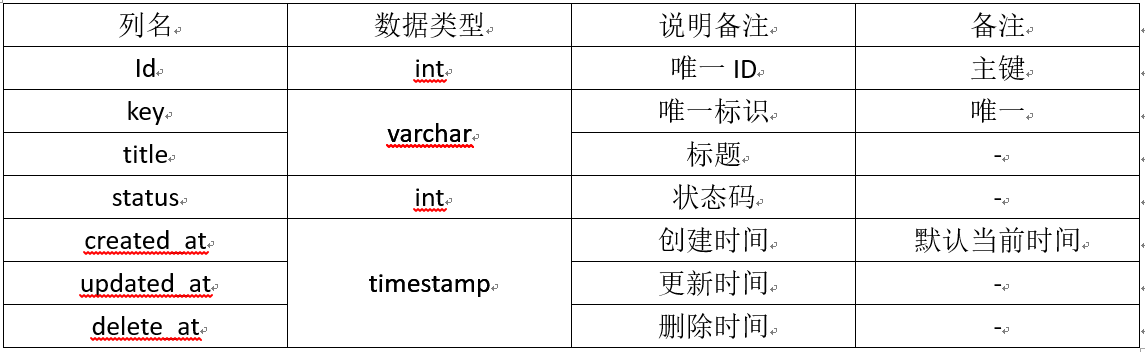 列名 数据类型 说明备注 备注
Id int 唯一 ID 主键
key varchar 唯一标识 唯一
title 标题 -
status int 状态码 -
created_at timestamp 创建时间 默认当前时间
updated_at 更新时间 -
delete_at 删除时间 -